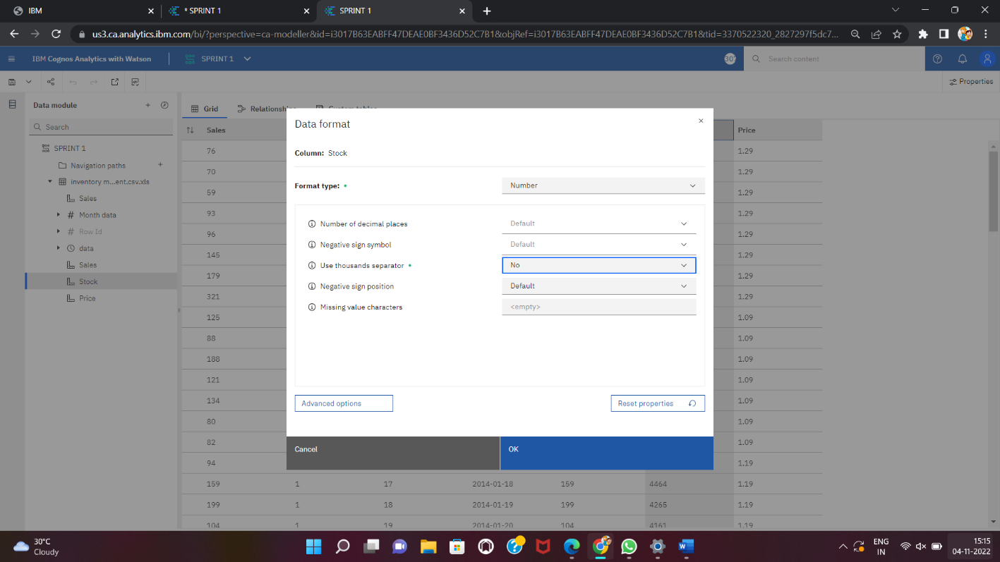 IBM
* SPRINT 1
SPRINT 1
us3.ca.analytics.ibm.com/bi/?perspective=ca-modeller&id=i3017B63EABFF47DEAE0BF3436D52C7B1&objRef=i3017B63EABFF47DEAE0BF3436D52C7B1&tid=3370522320_2827297f5dc7...
IBM Cognos Analytics with Watson
SPRINT 1
30?
Search content
Properties
Data module
Grid
Relationships
Custom tables
Search
SPRINT 1
Navigation paths
inventory m...ent.csv.xls
Sales
Month data
Row Id
data
Sales
Stock
Price
Sales
Price
76
1.29
70
1.29
59
1.29
93
1.29
96
1.29
145
1.29
179
1.29
321
1.29
125
1.09
88
1.09
188
1.09
121
1.09
134
1.09
80
1.09
82
1.09
94
1.19
159 1 17 2014-01-18 159 4464 1.19
199 1 18 2014-01-19 199 4265 1.19
104 1 19 2014-01-20 104 4161 1.19
Data format
Column: Stock
Format type: *
Number
Number of decimal places
Default
Negative sign symbol
Default
Use thousands separator *
No
Negative sign position
Default
Missing value characters
<empty>
Advanced options
Reset properties
Cancel
OK
30°C
Cloudy
ENG
IN
15:15
04-11-2022